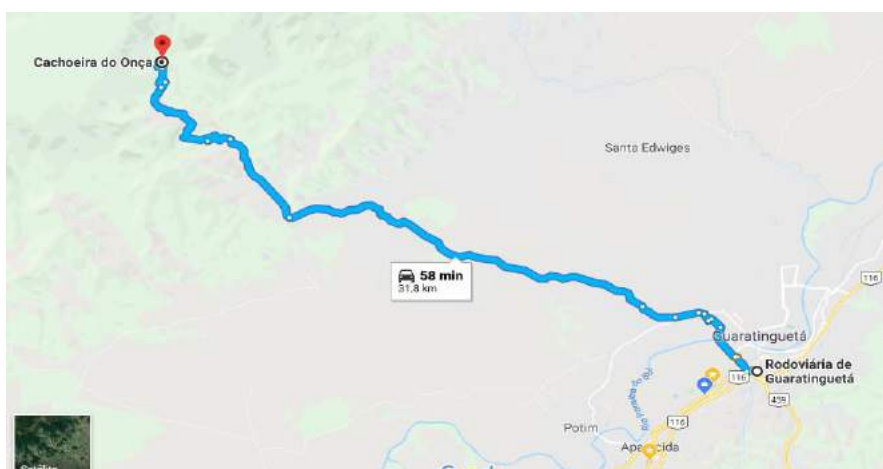 Cachoeira do Onça
Santa Edwiges
58 min
31,8 km
116
Guaratinguetá
Rodoviária de
Guaratinguetá
116
459
116
Potim
Aparecida